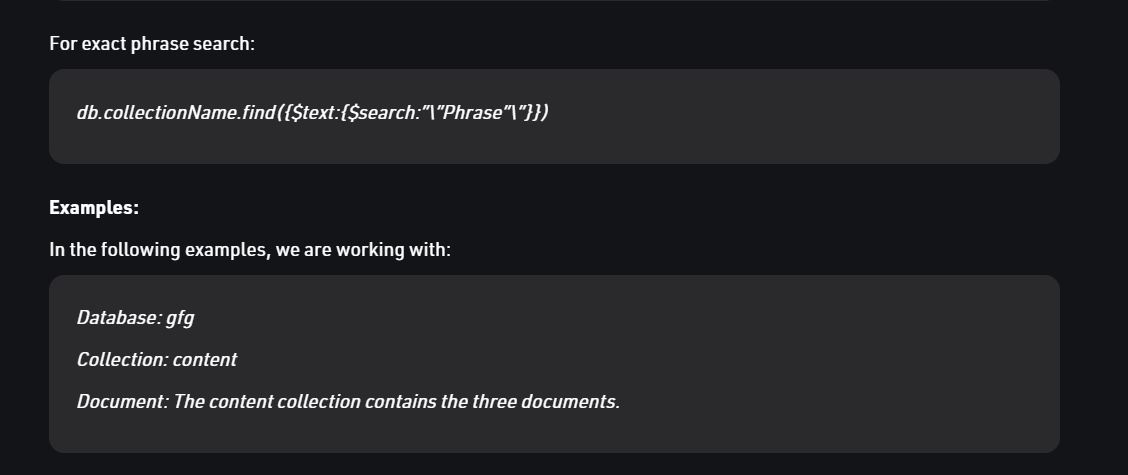 For exact phrase search:
db.collectionName.find({$text:{$search:”\”Phrase”\”}})
Examples:
In the following examples, we are working with:
Database: gfg
Collection: content
Document: The content collection contains the three documents.